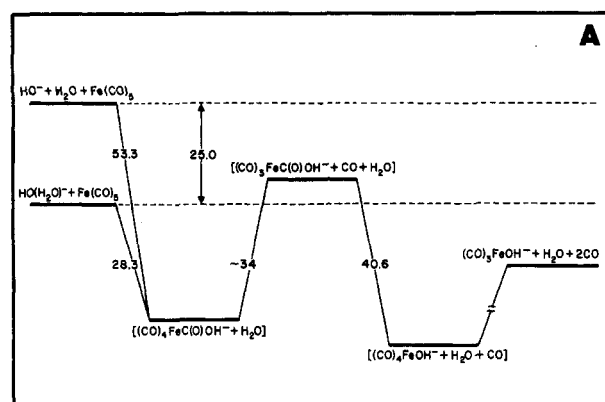 A
HO⁻ + H₂O + Fe(CO)₅
53.3
25.0
[(CO)₃FeC(O)OH⁻ + CO + H₂O]
HO(H₂O)⁻ + Fe(CO)₅
28.3
~34
40.6
(CO)₃FeOH⁻ + H₂O + 2CO
[(CO)₄FeC(O)OH⁻ + H₂O]
[(CO)₄FeOH⁻ + H₂O + CO]